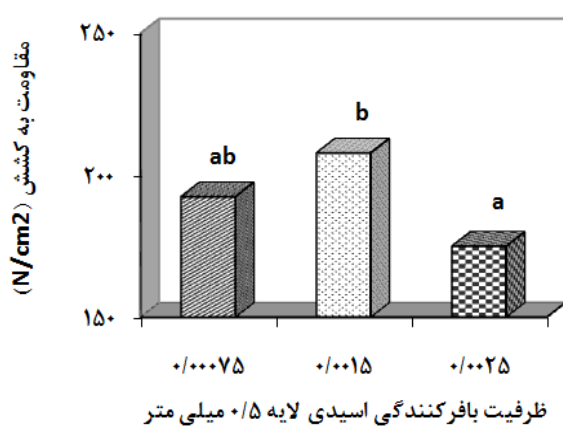 مقاومت به کشش (N/cm2)
۲۵۰
۲۰۰
۱۵۰
ab
b
a
۰/۰۰۰۷۵
۰/۰۰۱۵
۰/۰۰۲۵
ظرفیت بافرکنندگی اسیدی لایه ۰/۵ میلی متر